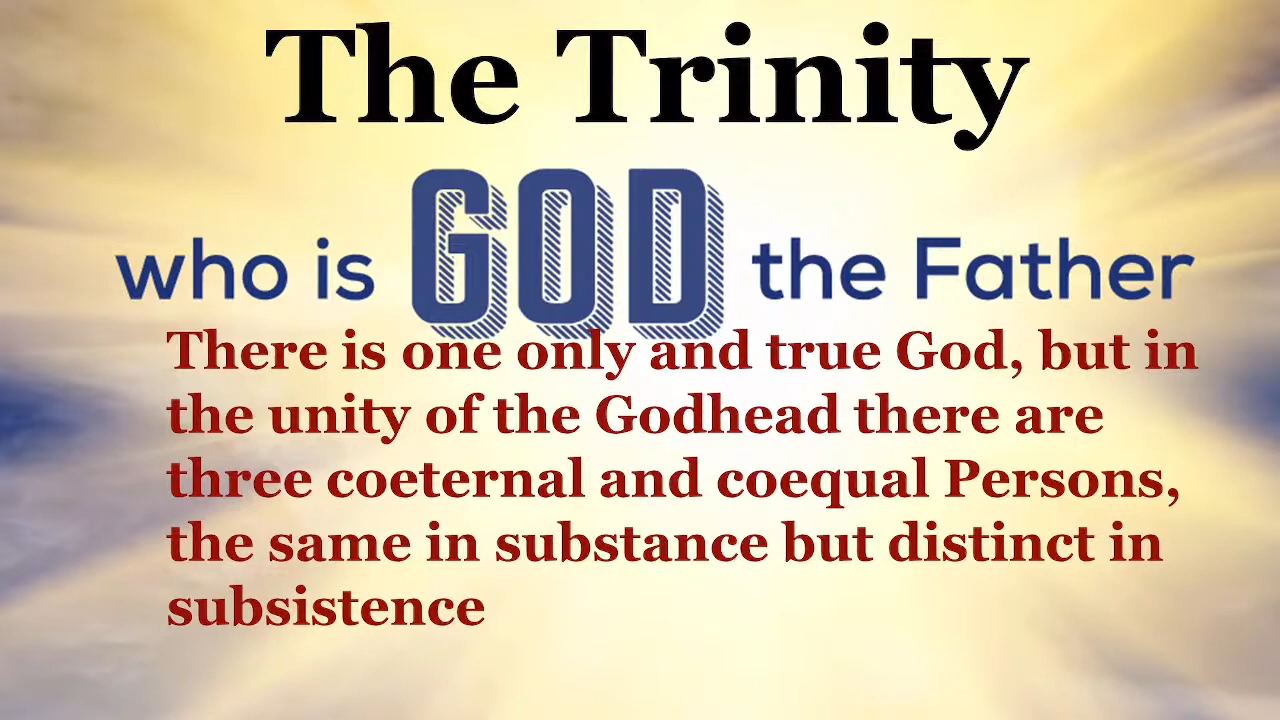 The Trinity
who is GOD the Father
There is one only and true God, but in
the unity of the Godhead there are
three coeternal and coequal Persons,
the same in substance but distinct in
subsistence